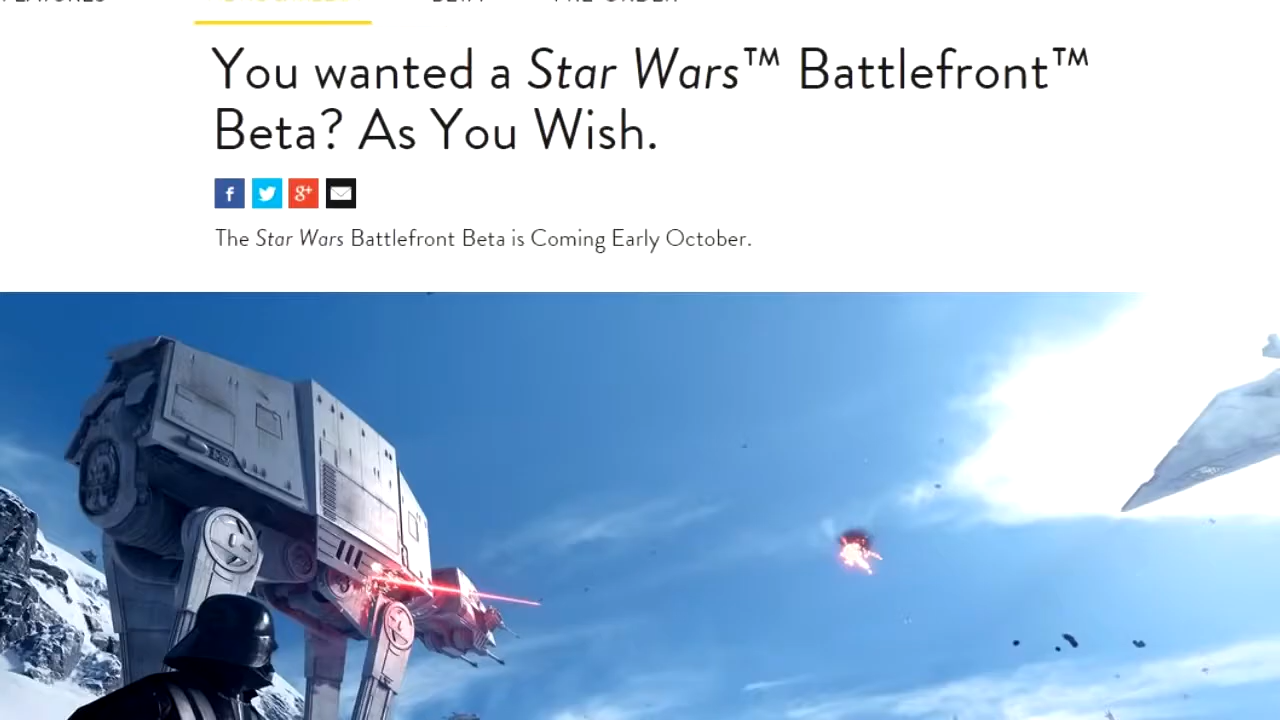 You wanted a Star Wars™ Battlefront™
Beta? As You Wish.
f g+
The Star Wars Battlefront Beta is Coming Early October.